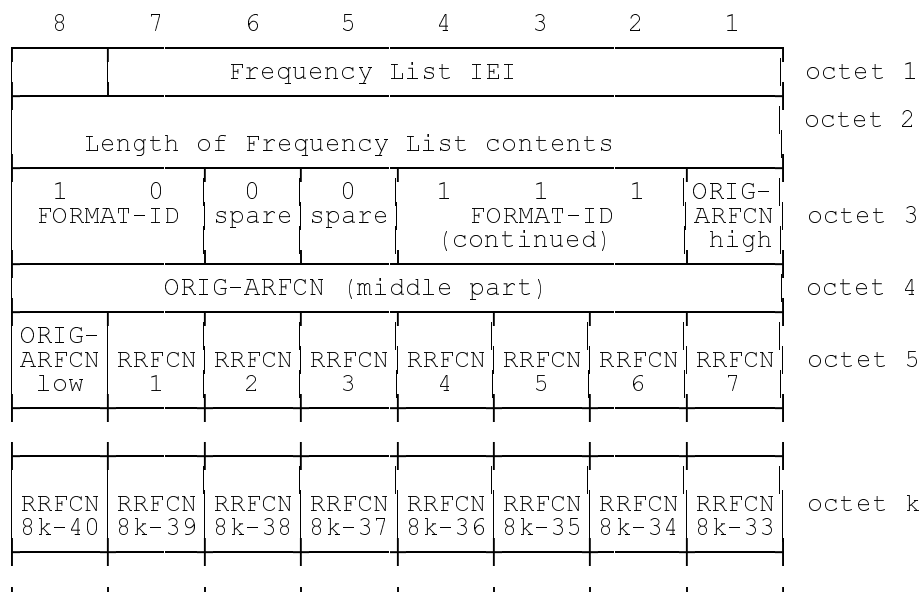 8 7 6 5 4 3 2 1
Frequency List IEI octet 1
octet 2
Length of Frequency List contents
1 0 0 0 1 1 1 ORIG-
FORMAT-ID spare spare FORMAT-ID ARFCN octet 3
(continued) high
ORIG-ARFCN (middle part) octet 4
ORIG-
ARFCN RRFCN RRFCN RRFCN RRFCN RRFCN RRFCN RRFCN octet 5
low 1 2 3 4 5 6 7
RRFCN RRFCN RRFCN RRFCN RRFCN RRFCN RRFCN RRFCN octet k
8k-40 8k-39 8k-38 8k-37 8k-36 8k-35 8k-34 8k-33